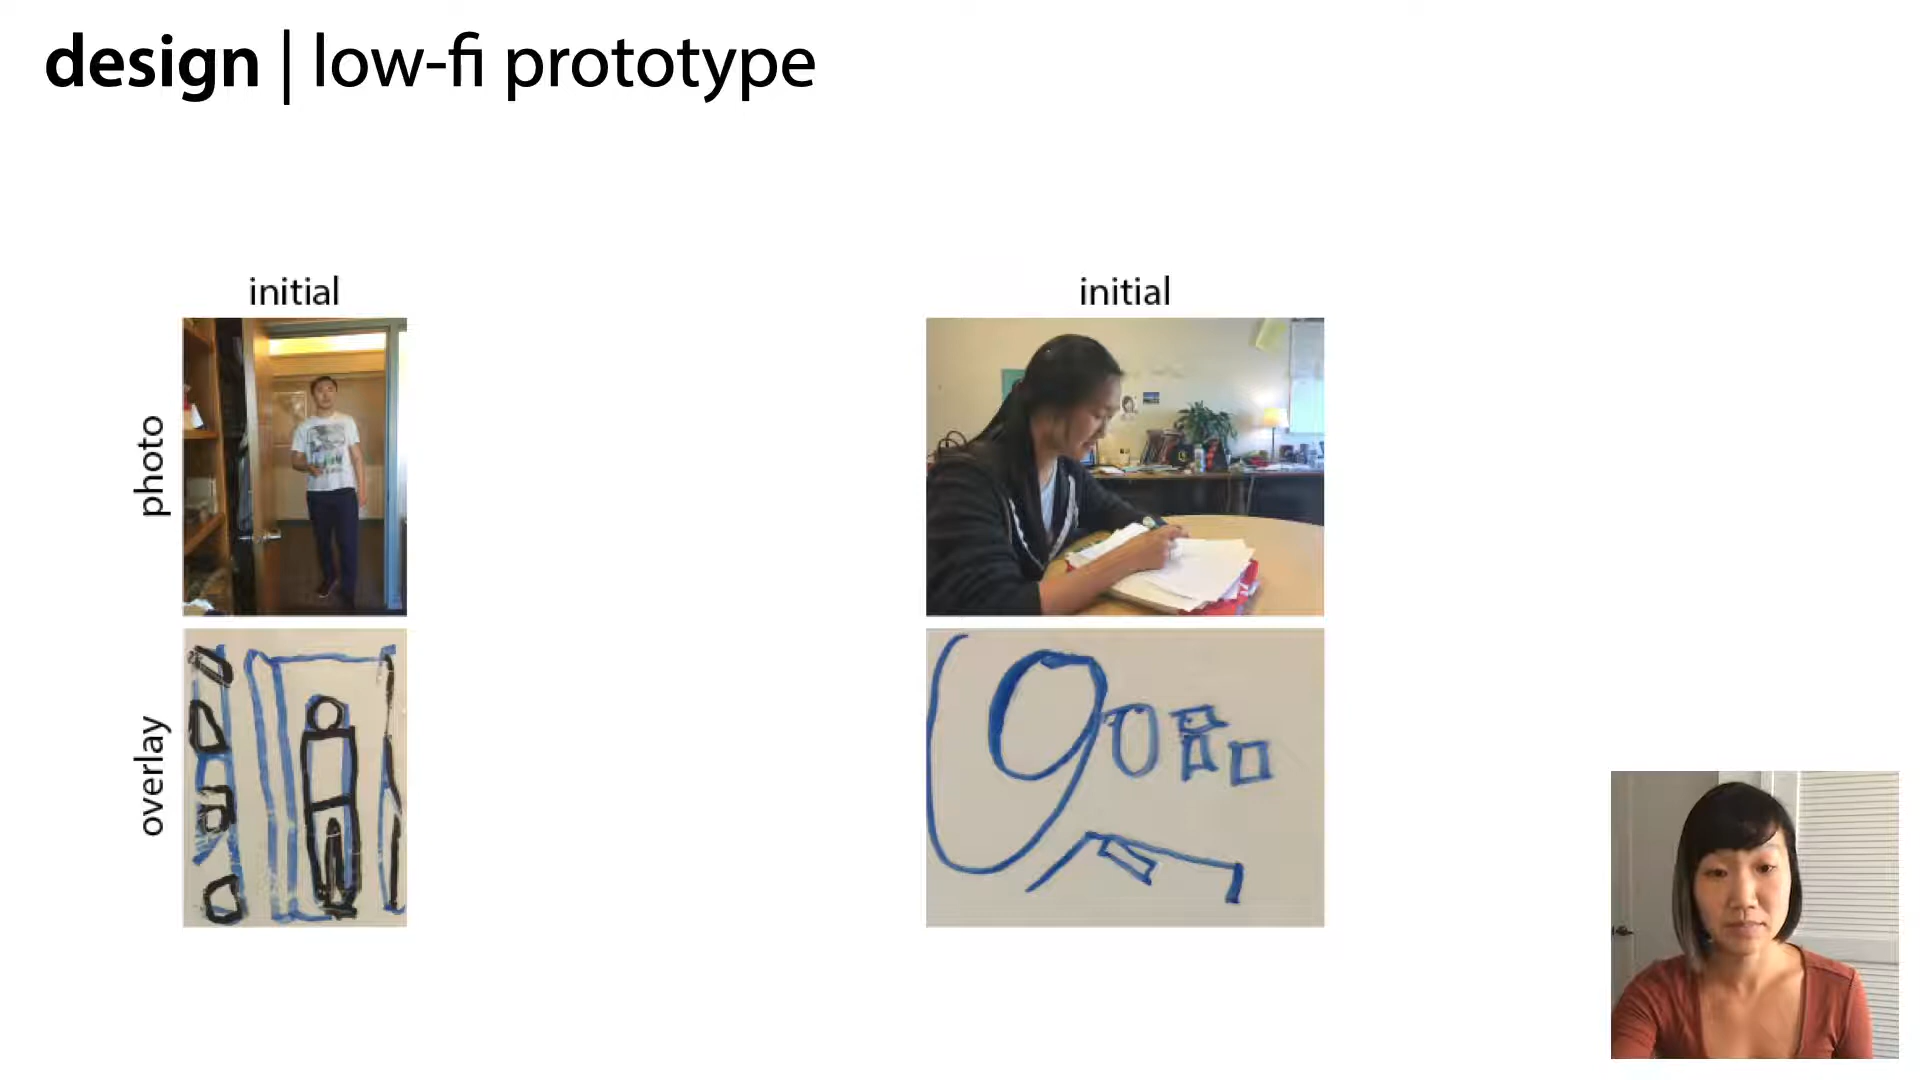 design | low-fi prototype
initial
initial
photo
overlay